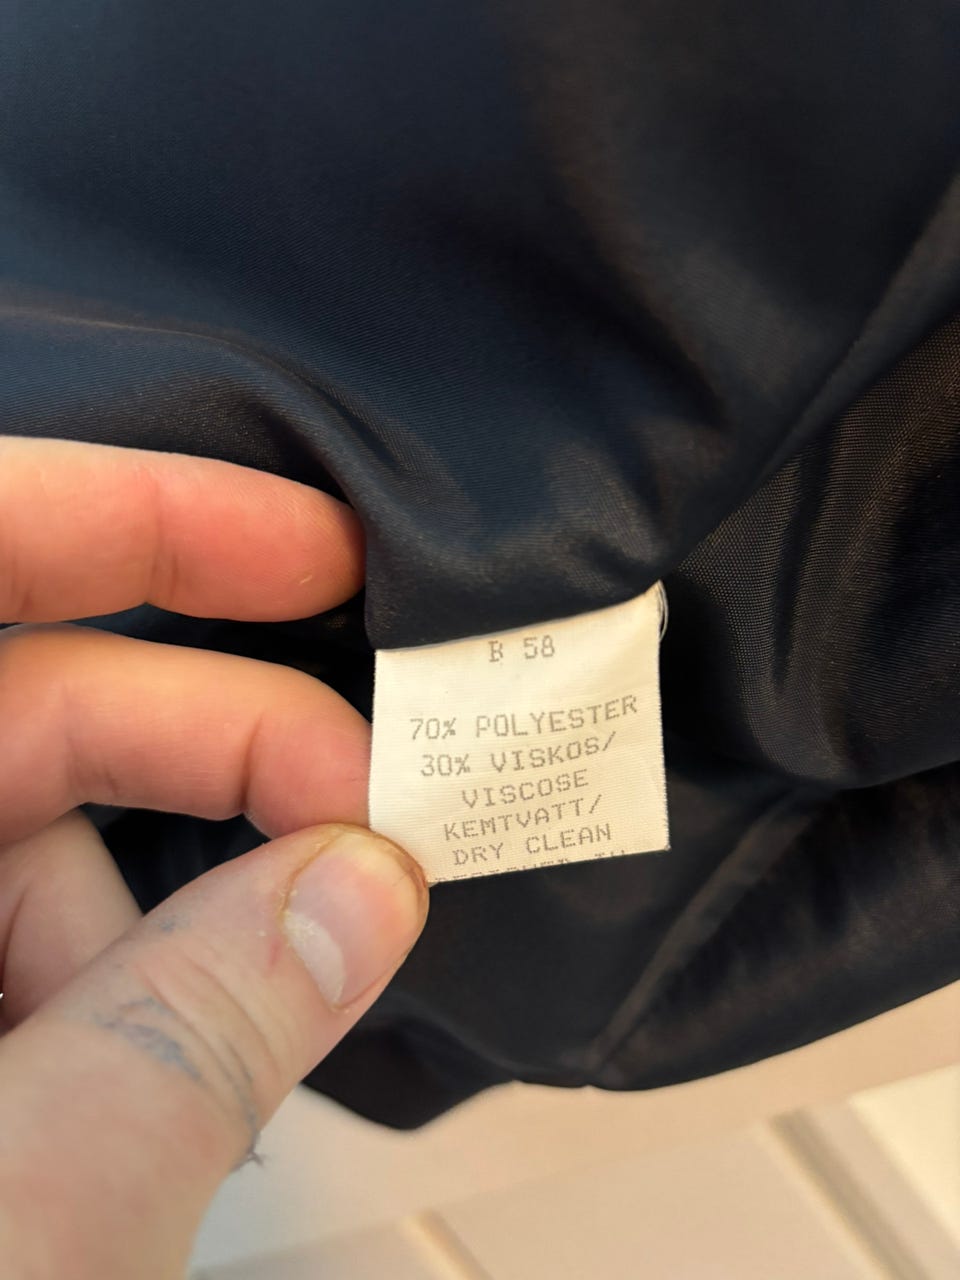 B 58
70% POLYESTER
30% VISKOS/
VISCOSE
KEMTVATT/
DRY CLEAN